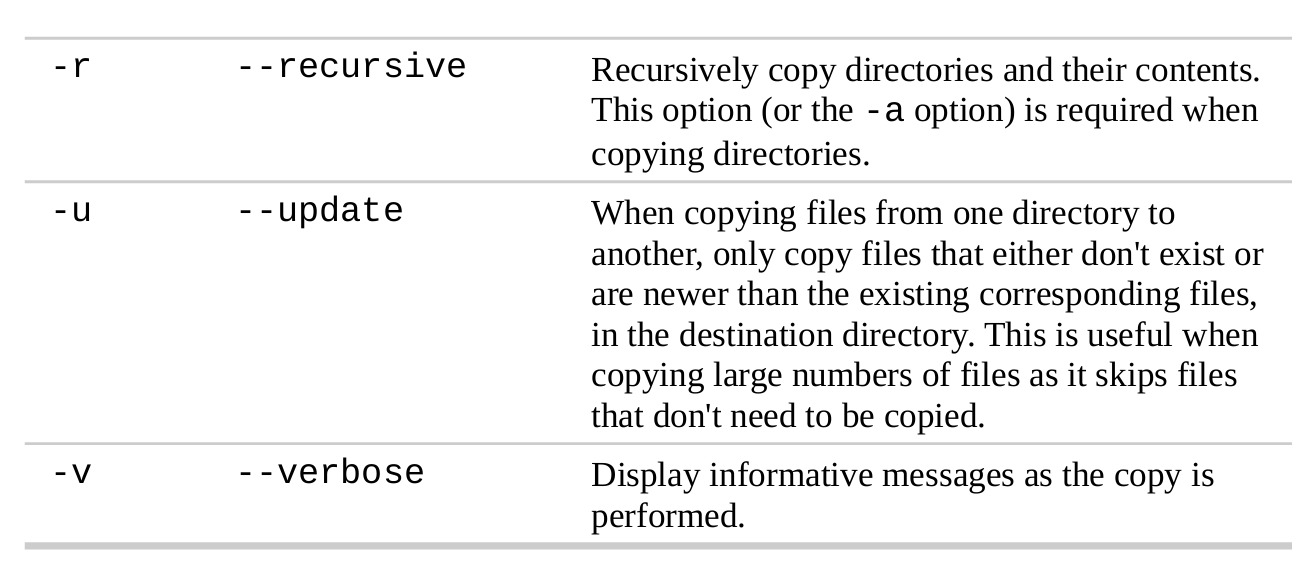 -r --recursive Recursively copy directories and their contents.
This option (or the -a option) is required when
copying directories.
-u --update When copying files from one directory to
another, only copy files that either don't exist or
are newer than the existing corresponding files,
in the destination directory. This is useful when
copying large numbers of files as it skips files
that don't need to be copied.
-v --verbose Display informative messages as the copy is
performed.